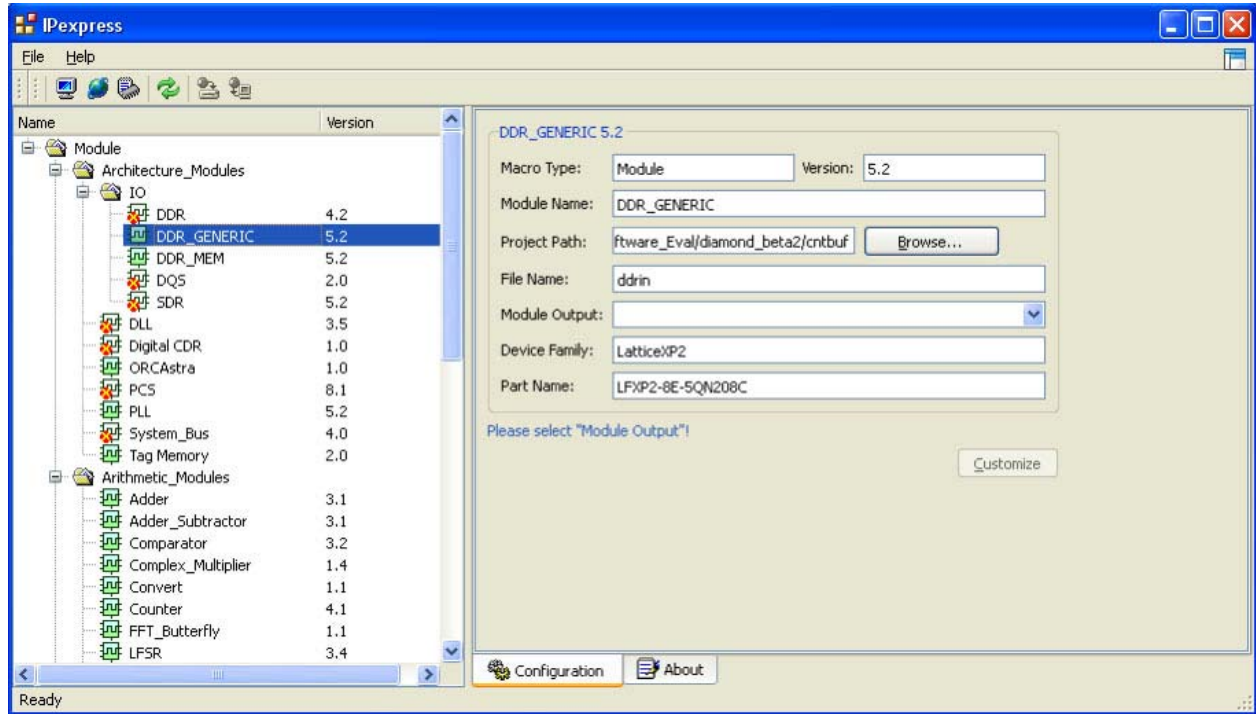 IPexpress
File Help
Name Version
Module
Architecture_Modules
IO
DDR 4.2
DDR_GENERIC 5.2
DDR_MEM 5.2
DQS 2.0
SDR 5.2
DLL 3.5
Digital CDR 1.0
ORCAstra 1.0
PCS 8.1
PLL 5.2
System_Bus 4.0
Tag Memory 2.0
Arithmetic_Modules
Adder 3.1
Adder_Subtractor 3.1
Comparator 3.2
Complex_Multiplier 1.4
Convert 1.1
Counter 4.1
FFT_Butterfly 1.1
LFSR 3.4
DDR_GENERIC 5.2
Macro Type: Module Version: 5.2
Module Name: DDR_GENERIC
Project Path: ftware_Eval/diamond_beta2/cntbuf Browse...
File Name: ddrin
Module Output:
Device Family: LatticeXP2
Part Name: LFXP2-8E-5QN208C
Please select "Module Output"!
Customize
Configuration About
Ready